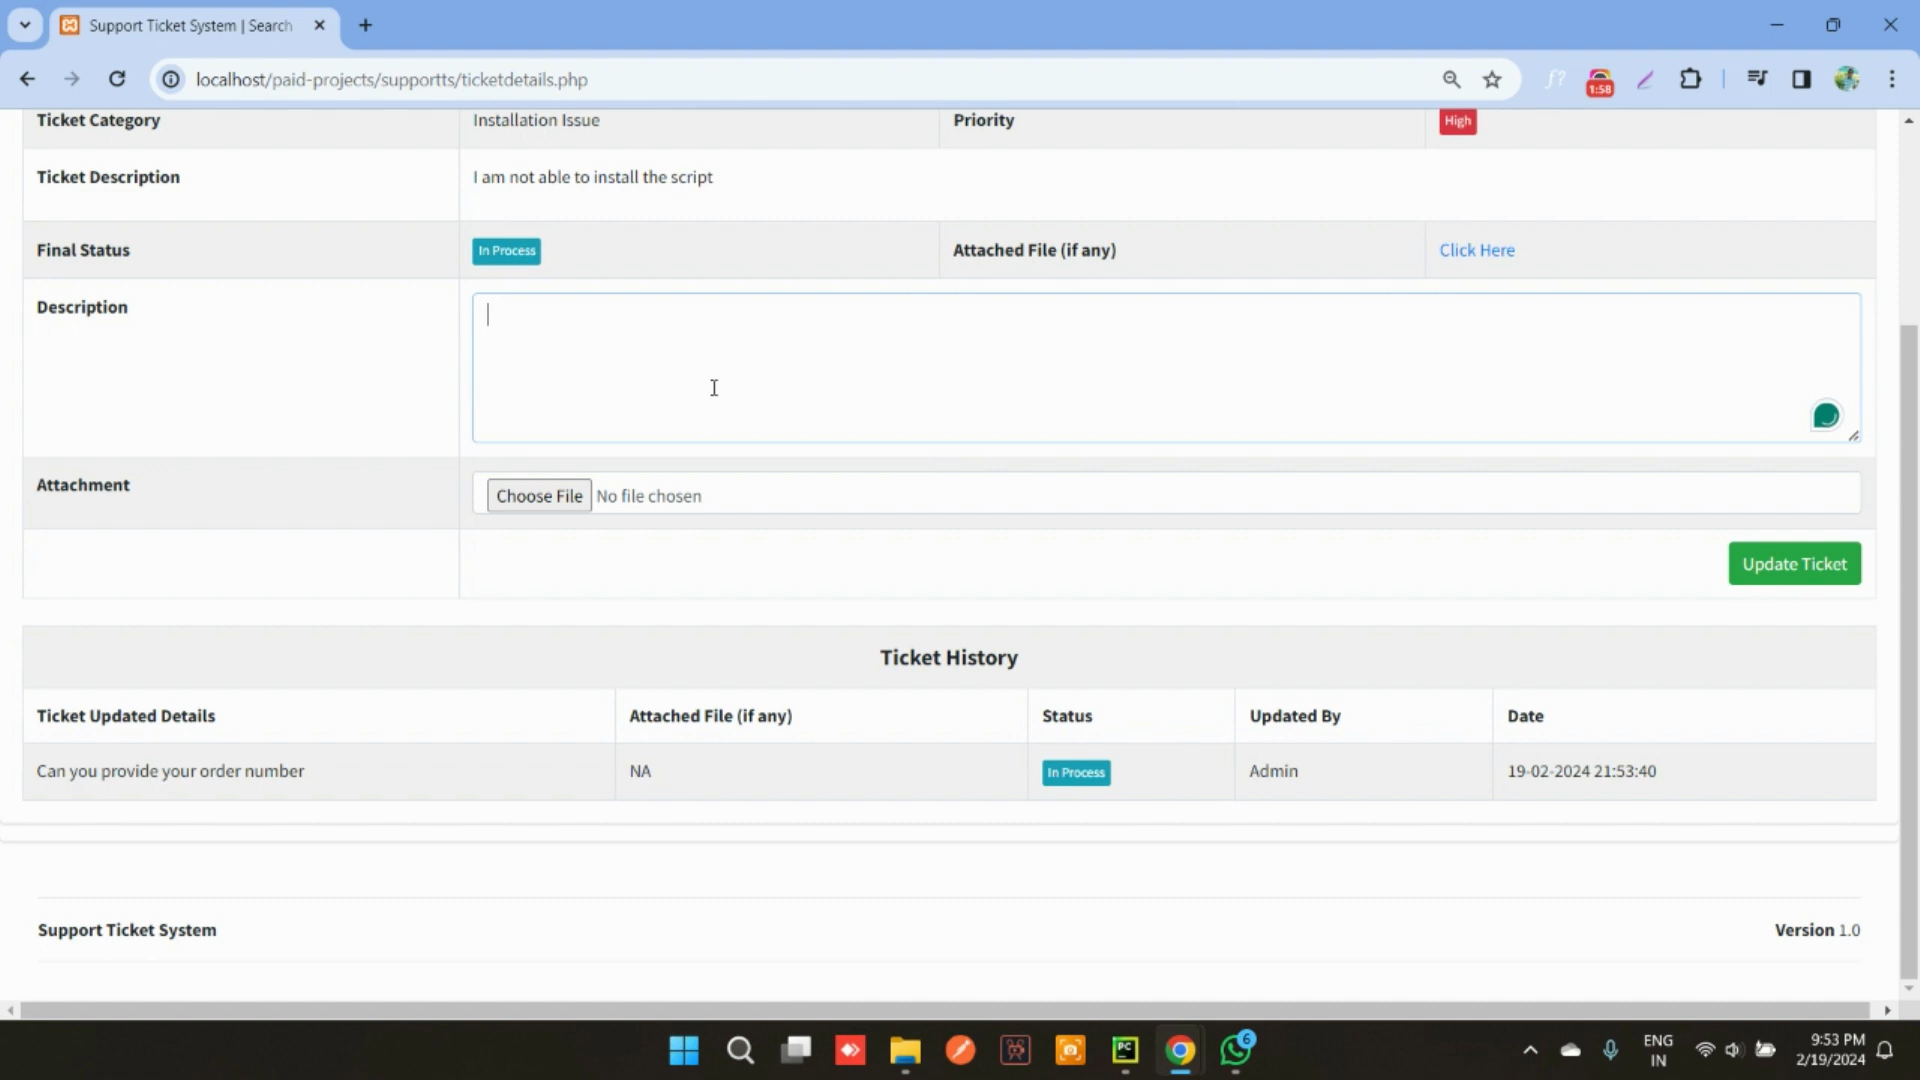 Support Ticket System | Search
localhost/paid-projects/supportts/ticketdetails.php
f?
1:58
Ticket Category Installation Issue Priority High
Ticket Description I am not able to install the script
Final Status In Process Attached File (if any) Click Here
Description
Attachment Choose File No file chosen
Update Ticket
Ticket History
Ticket Updated Details Attached File (if any) Status Updated By Date
Can you provide your order number NA In Process Admin 19-02-2024 21:53:40
Support Ticket System Version 1.0
PC
6
ENG
IN
9:53 PM
2/19/2024